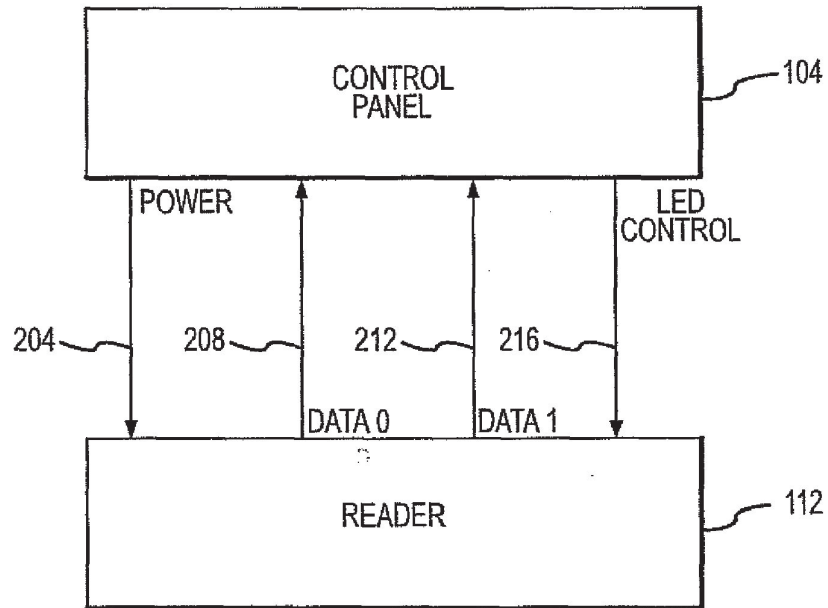 CONTROL
PANEL
104
POWER
LED
CONTROL
204
208
212
216
DATA 0
DATA 1
READER
112